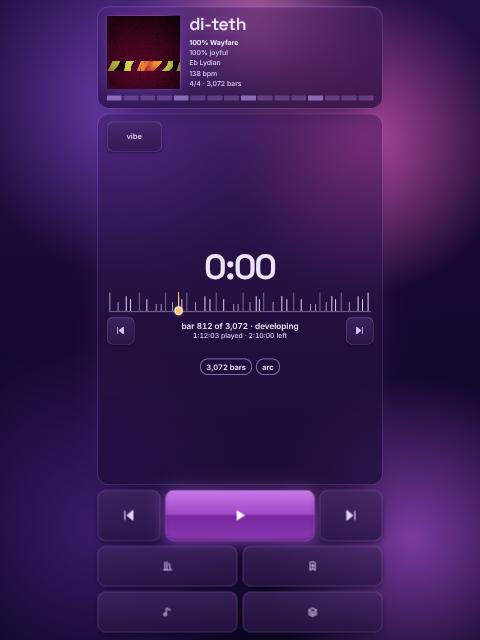 di-teth
100% Wayfare
100% joyful
Eb Lydian
138 bpm
4/4 · 3,072 bars
vibe
0:00
bar 812 of 3,072 · developing
1:12:03 played · 2:10:00 left
3,072 bars
arc